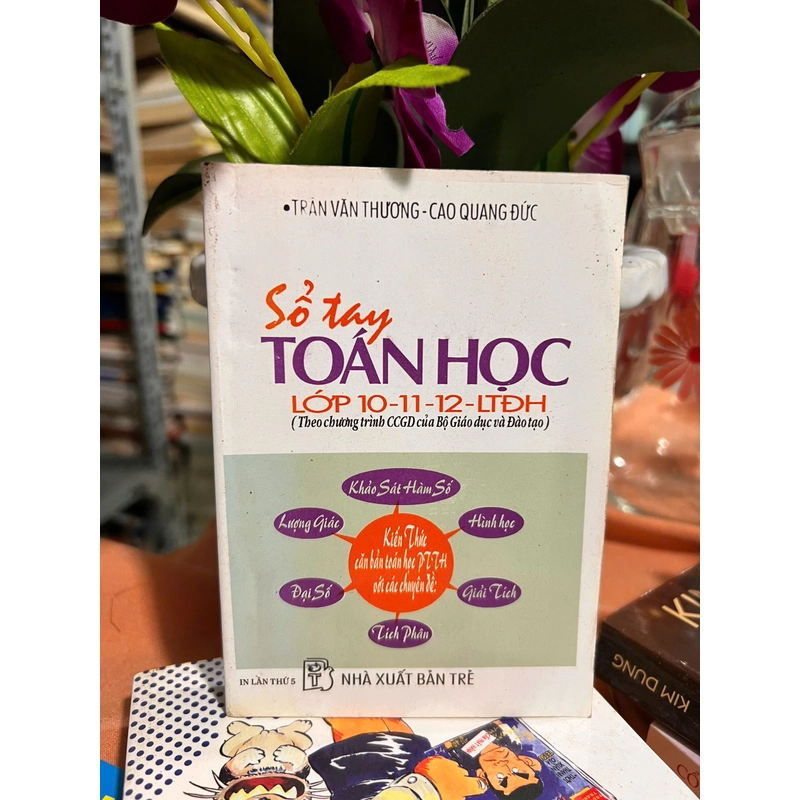 •TRẦN VĂN THƯƠNG - CAO QUANG ĐỨC
Sổ tay
TOÁN HỌC
LỚP 10-11-12-LTĐH
( Theo chương trình CCGD của Bộ Giáo dục và Đào tạo )
Khảo Sát Hàm Số
Lượng Giác
Hình học
Kiến Thức
căn bản toán học PTTH
với các chuyên đề:
Đại Số
Giải Tích
Tích Phân
IN LẦN THỨ 5
NHÀ XUẤT BẢN TRẺ
KIM DUNG